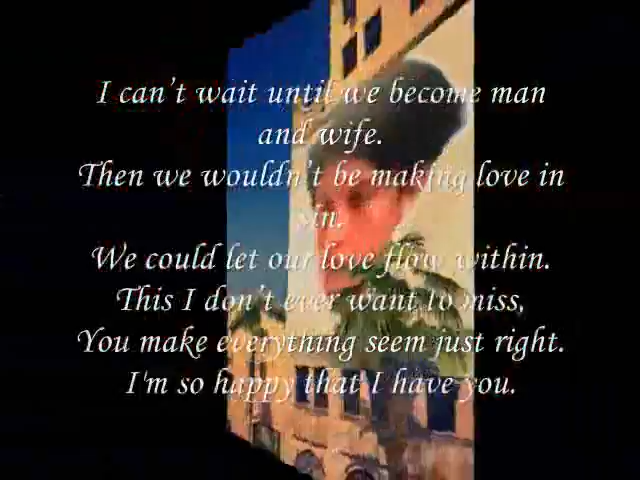 I can’t wait until we become man
and wife.
Then we wouldn’t be making love in
sin.
We could let our love flow within.
This I don’t ever want to miss,
You make everything seem just right.
I'm so happy that I have you.